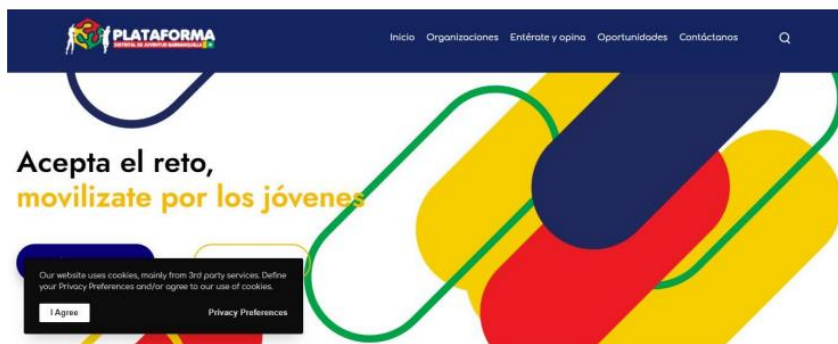 PLATAFORMA
DISTRITAL DE JUVENTUD BARRANQUILLA
Inicio Organizaciones Entérate y opina Oportunidades Contáctanos
Acepta el reto,
movilizate por los jóvenes
Our website uses cookies, mainly from 3rd party services. Define
your Privacy Preferences and/or agree to our use of cookies.
I Agree Privacy Preferences